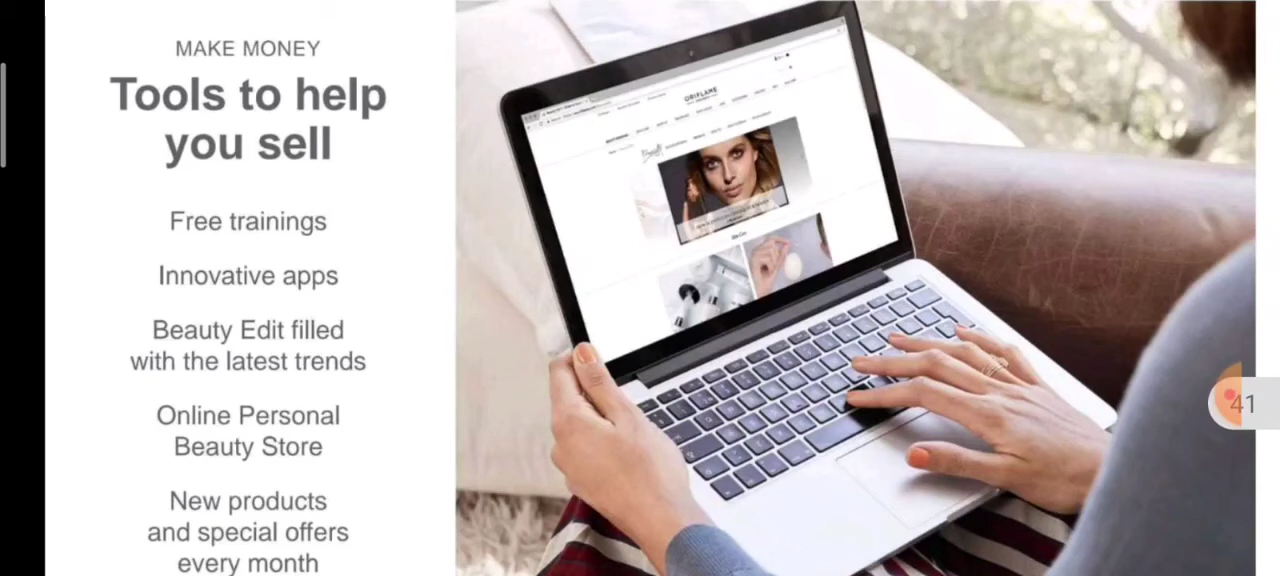 MAKE MONEY
Tools to help
you sell
Free trainings
Innovative apps
Beauty Edit filled
with the latest trends
Online Personal
Beauty Store
New products
and special offers
every month
ORIFLAME
41